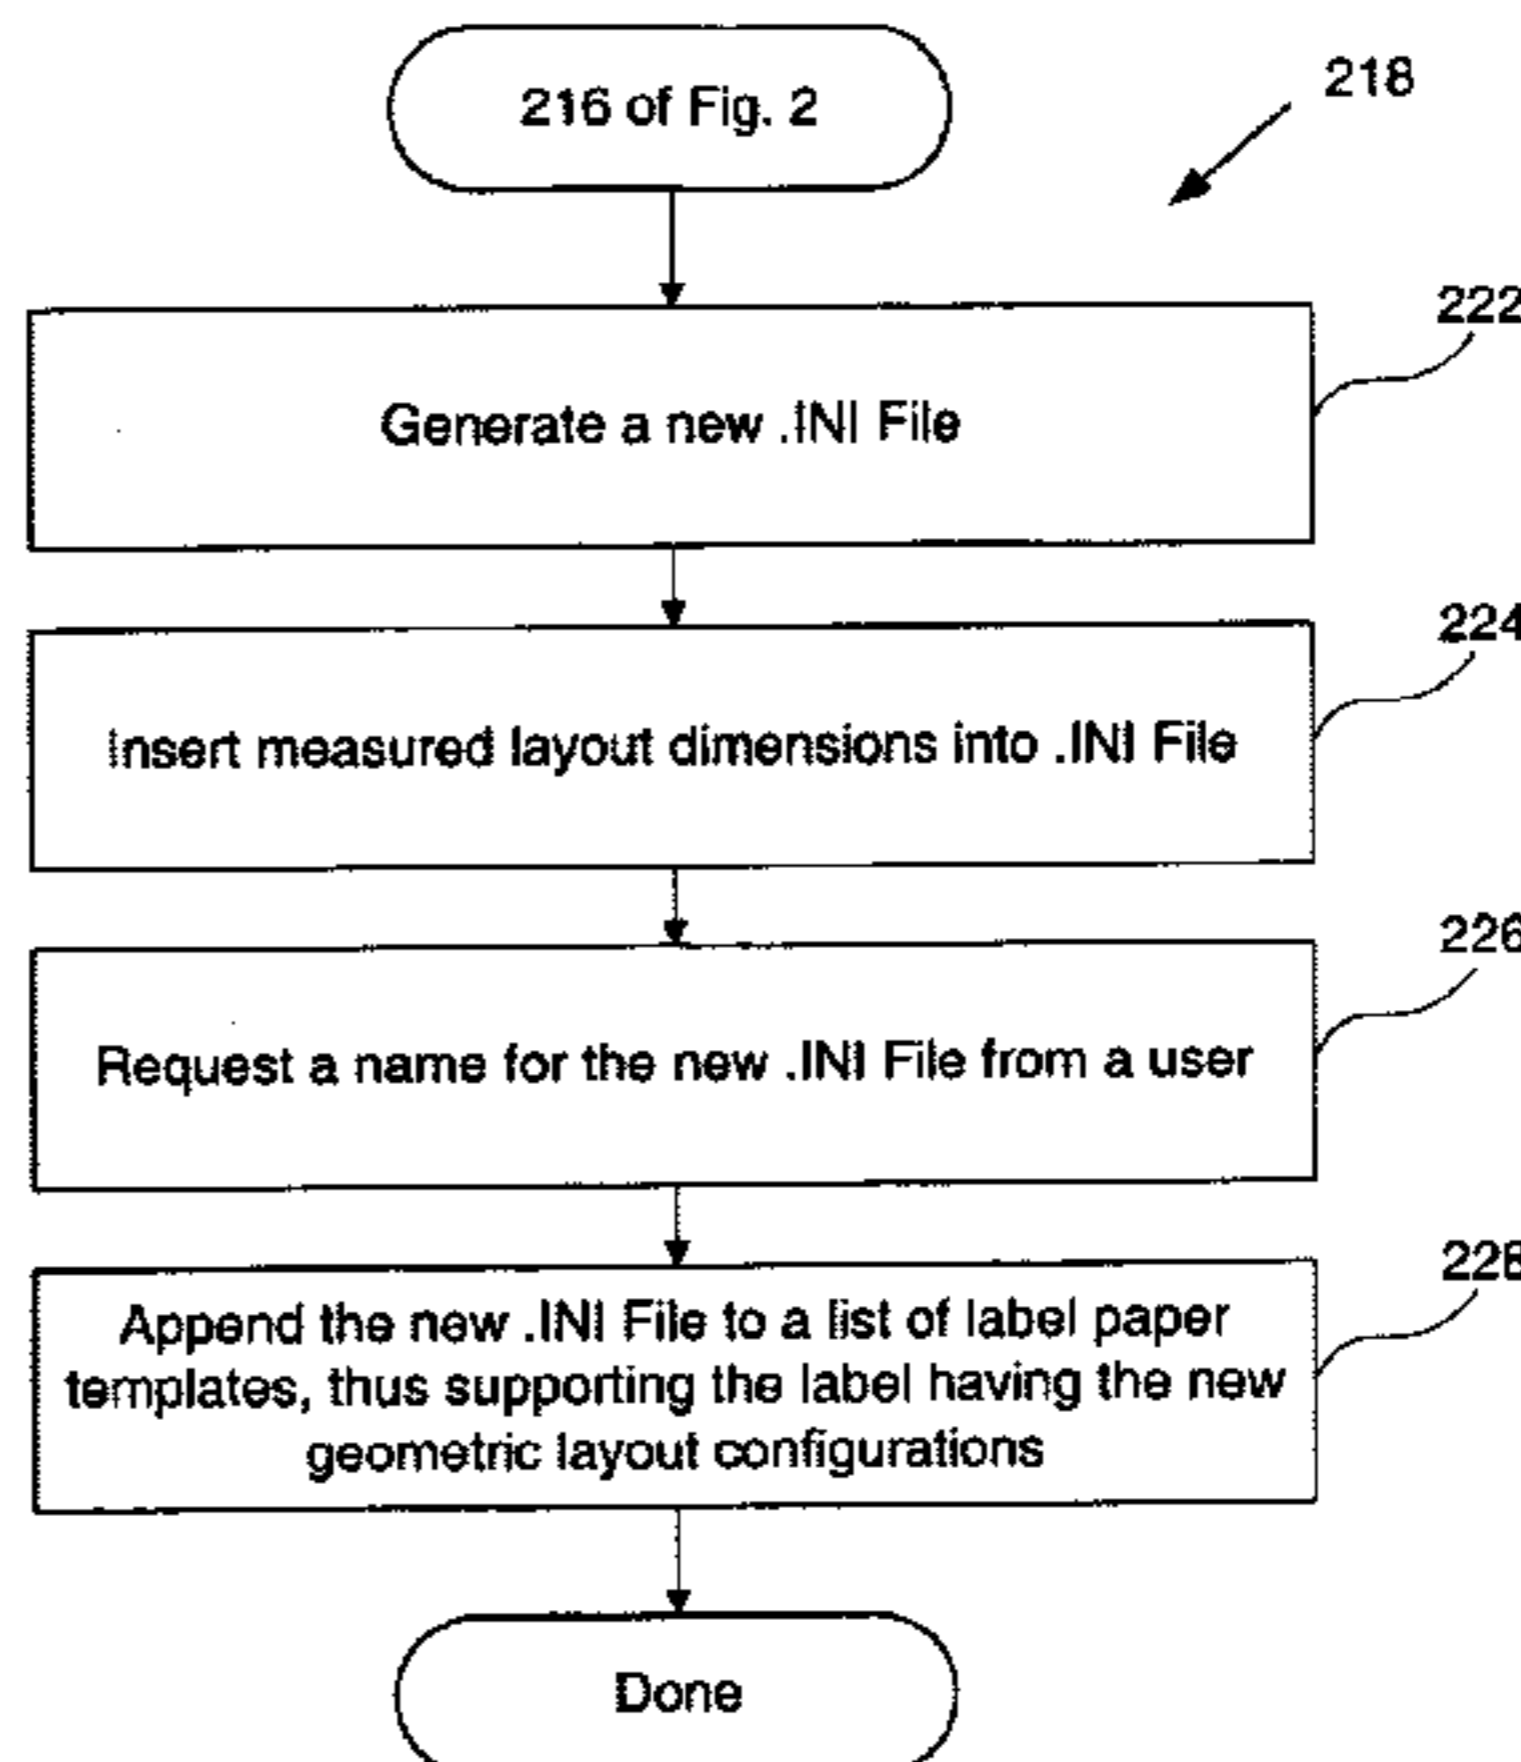 216 of Fig. 2
218
222
Generate a new .INI File
224
Insert measured layout dimensions into .INI File
226
Request a name for the new .INI File from a user
228
Append the new .INI File to a list of label paper
templates, thus supporting the label having the new
geometric layout configurations
Done